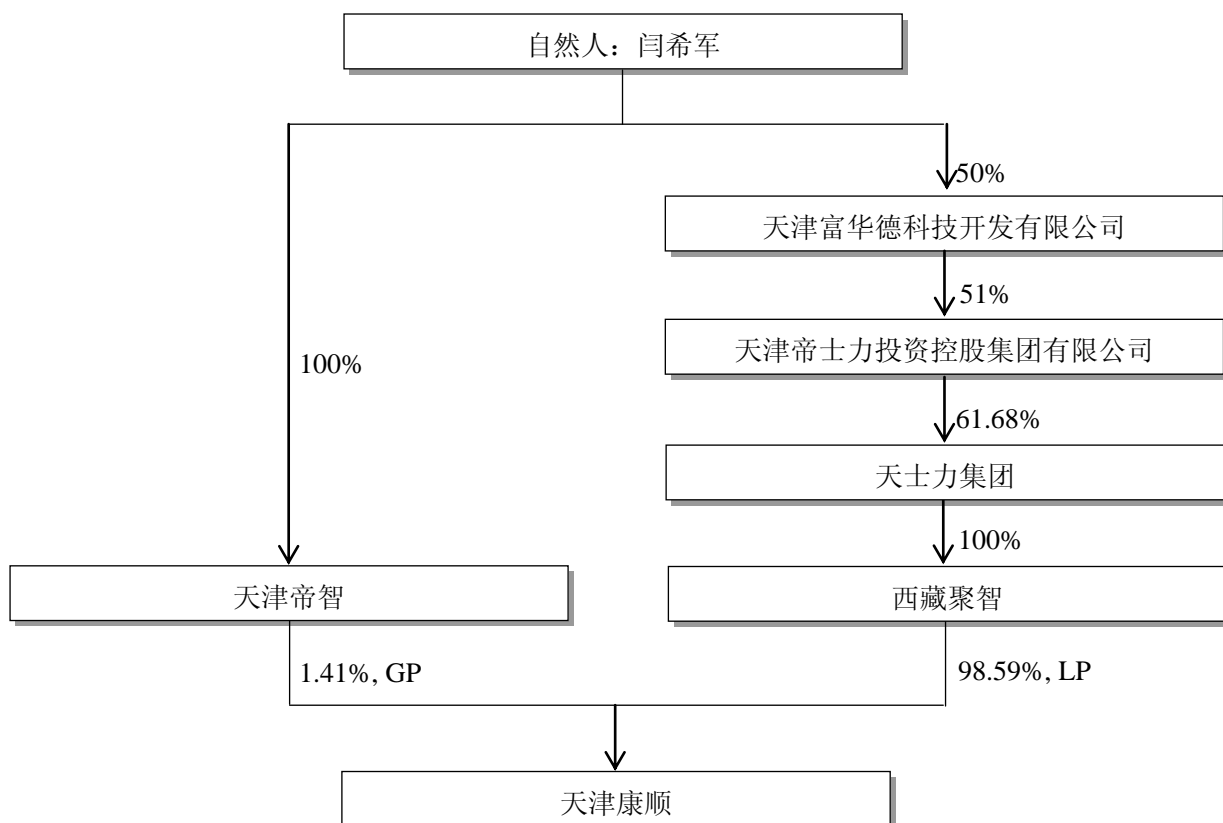 自然人：闫希军
50%
天津富华德科技开发有限公司
51%
天津帝士力投资控股集团有限公司
100%
61.68%
天士力集团
100%
天津帝智
西藏聚智
1.41%, GP
98.59%, LP
天津康顺